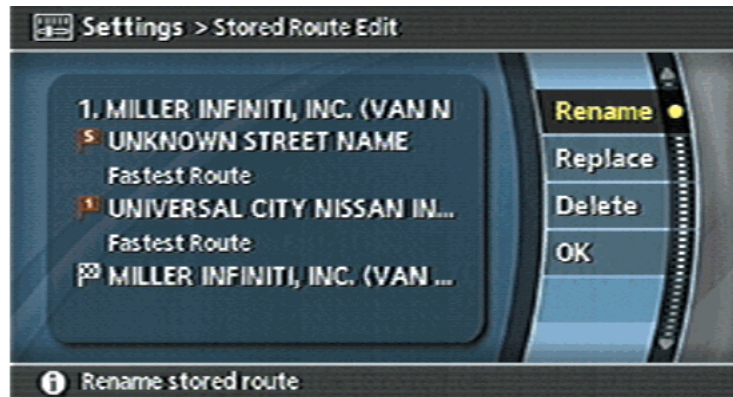 Settings > Stored Route Edit
1. MILLER INFINITI, INC. (VAN N
S UNKNOWN STREET NAME
Fastest Route
1 UNIVERSAL CITY NISSAN IN...
Fastest Route
MILLER INFINITI, INC. (VAN ...
Rename
Replace
Delete
OK
i Rename stored route